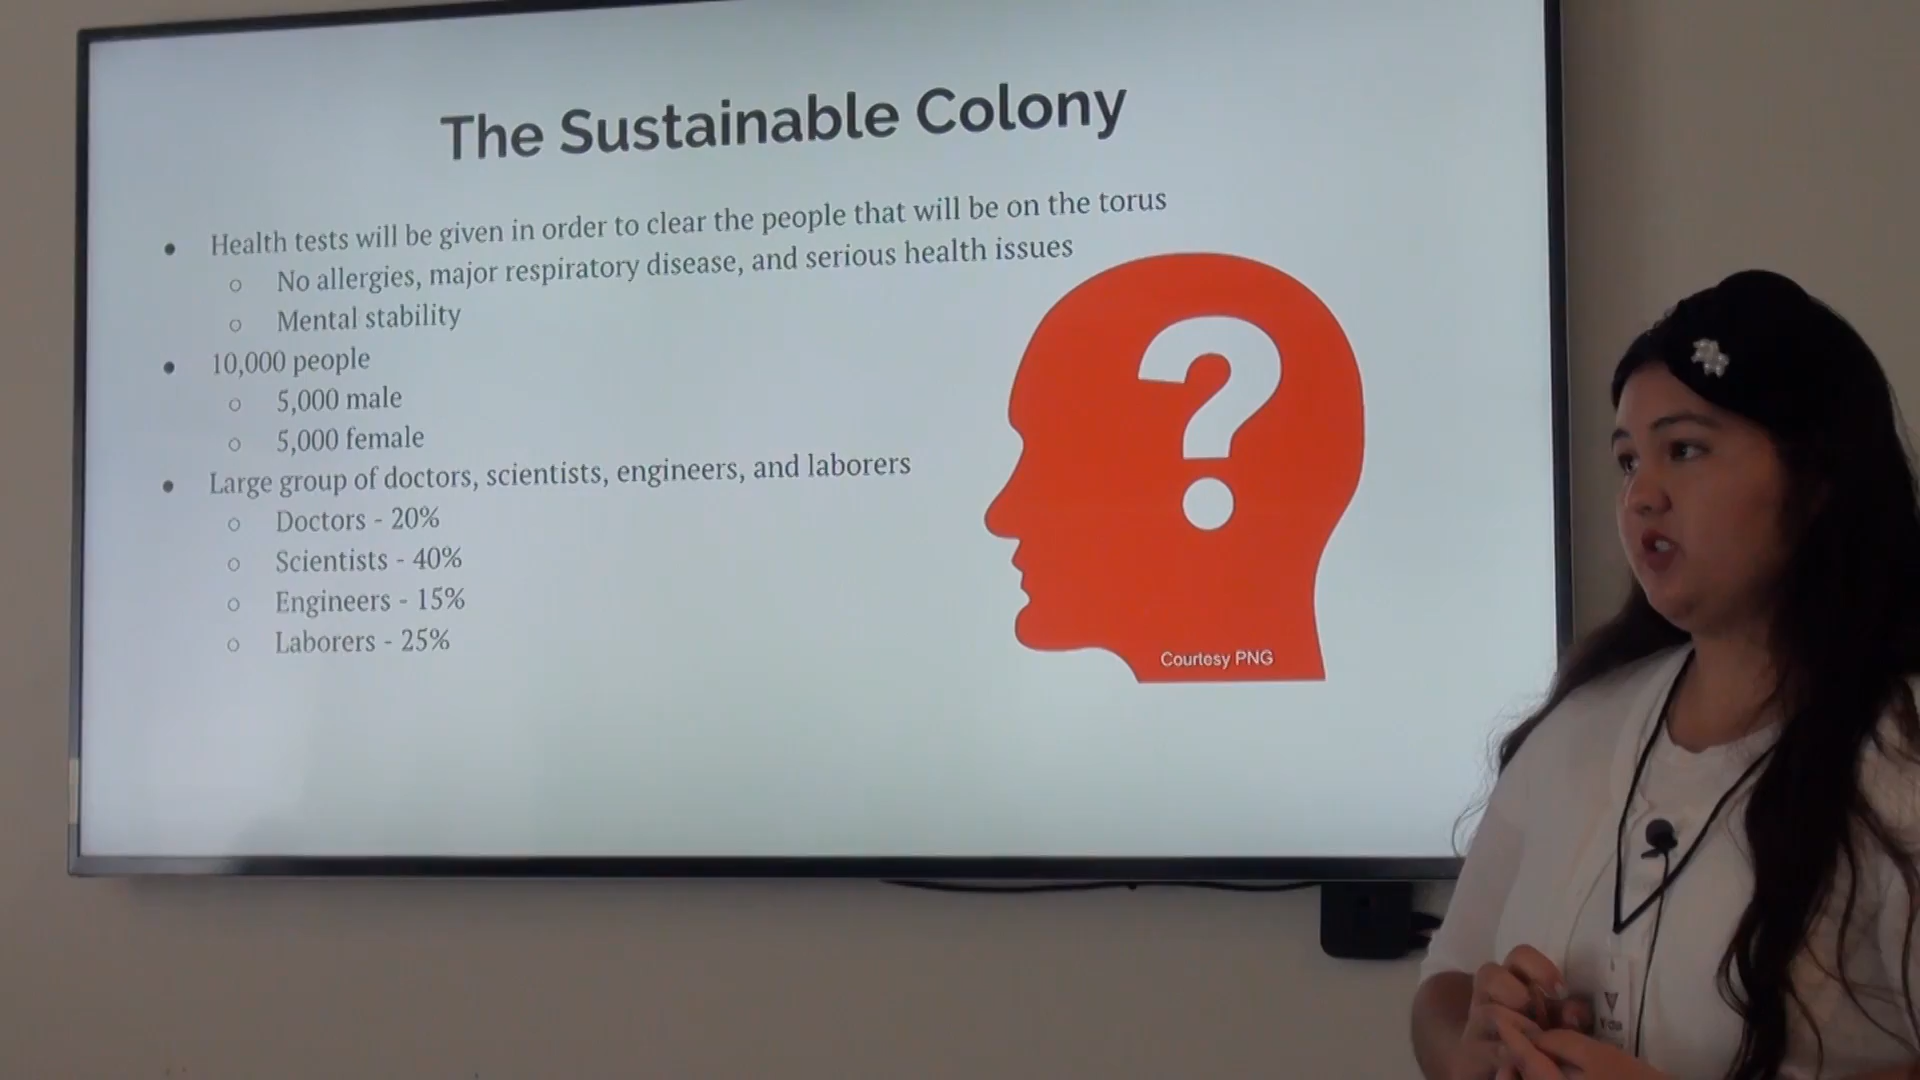 The Sustainable Colony
● Health tests will be given in order to clear the people that will be on the torus
○ No allergies, major respiratory disease, and serious health issues
○ Mental stability
● 10,000 people
○ 5,000 male
○ 5,000 female
● Large group of doctors, scientists, engineers, and laborers
○ Doctors - 20%
○ Scientists - 40%
○ Engineers - 15%
○ Laborers - 25%
Courtesy PNG